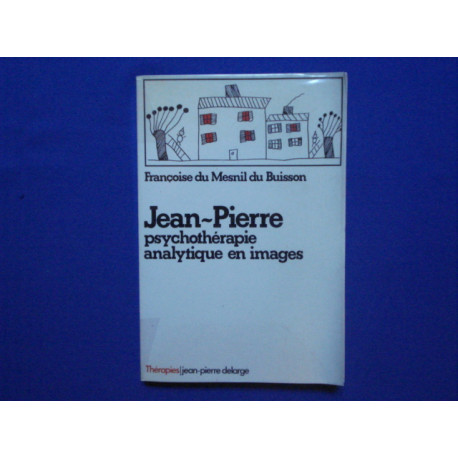 Françoise du Mesnil du Buisson
Jean~Pierre
psychothérapie
analytique en images
Thérapies/jean-pierre delarge